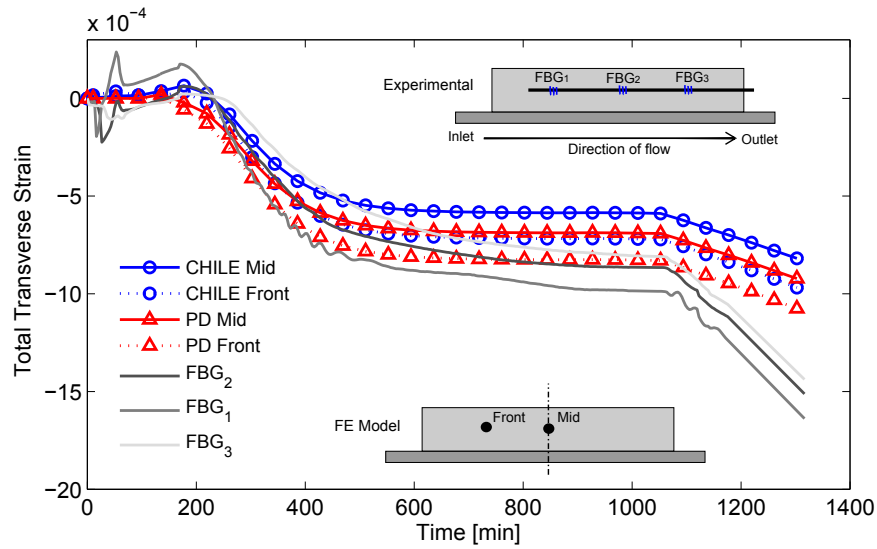 x 10⁻⁴
5
0
−5
−10
−15
−20
0
200
400
600
800
1000
1200
1400
Total Transverse Strain
Time [min]
CHILE Mid
CHILE Front
PD Mid
PD Front
FBG₂
FBG₁
FBG₃
Experimental
FBG₁
FBG₂
FBG₃
Inlet
Direction of flow
Outlet
FE Model
Front
Mid